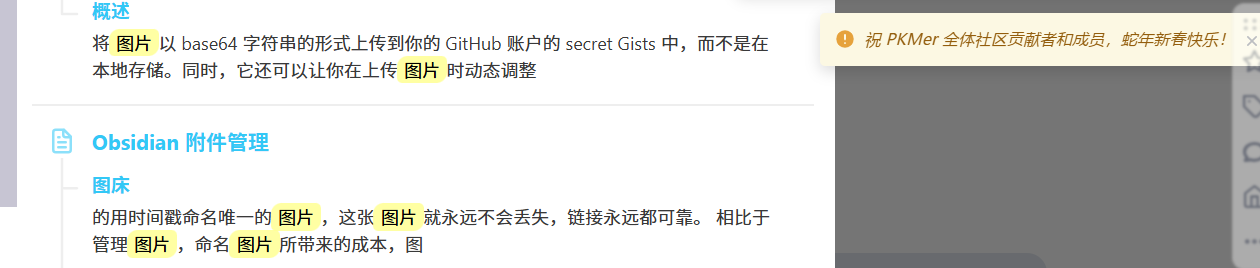 概述
将 图片 以 base64 字符串的形式上传到你的 GitHub 账户的 secret Gists 中，而不是在
本地存储。同时，它还可以让你在上传 图片 时动态调整
祝 PKMer 全体社区贡献者和成员，蛇年新春快乐！
Obsidian 附件管理
图床
的用时间戳命名唯一的 图片 ，这张 图片 就永远不会丢失，链接永远都可靠。 相比于
管理 图片 ，命名 图片 所带来的成本，图